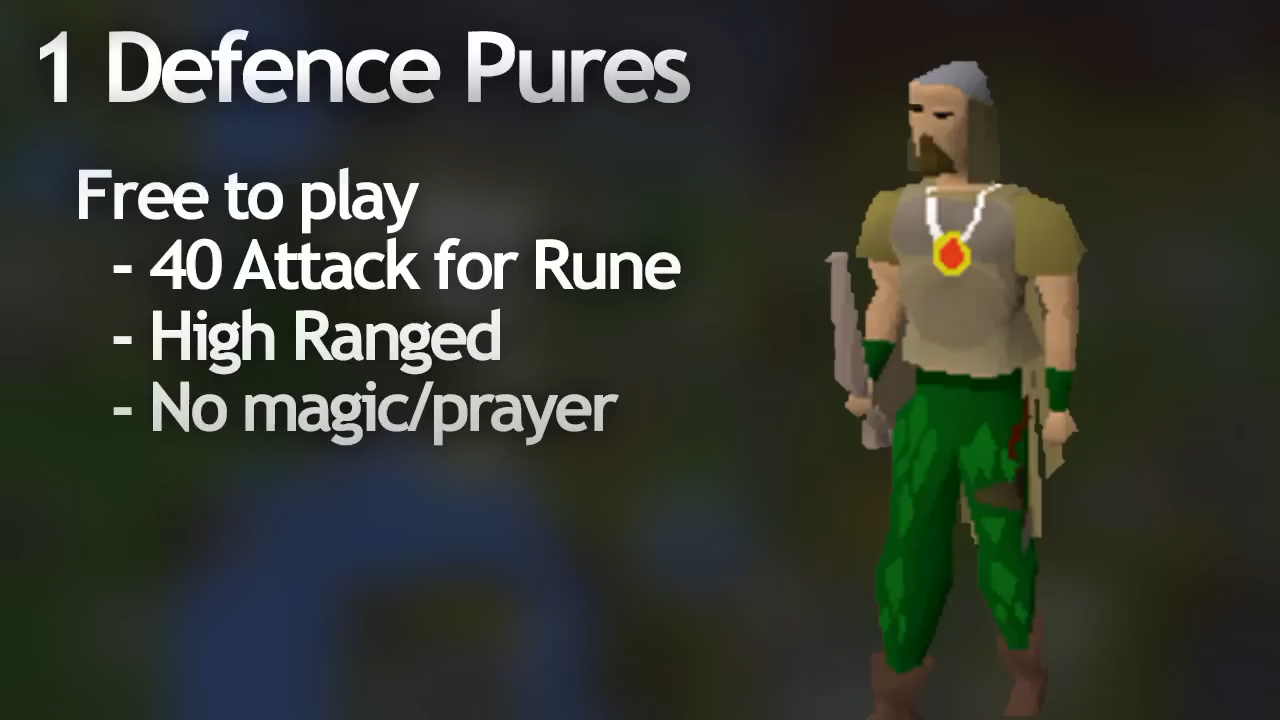 1 Defence Pures
Free to play
- 40 Attack for Rune
- High Ranged
- No magic/prayer